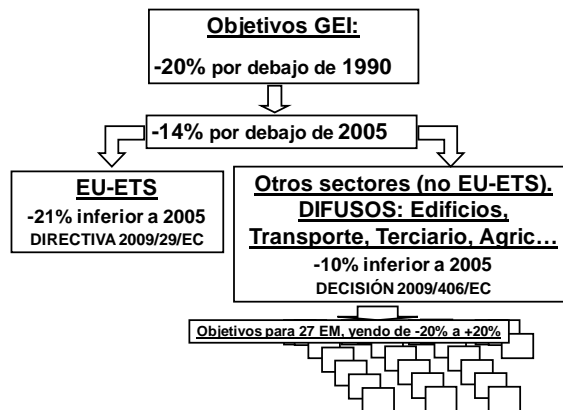 Objetivos GEI:
-20% por debajo de 1990
-14% por debajo de 2005
EU-ETS
-21% inferior a 2005
DIRECTIVA 2009/29/EC
Otros sectores (no EU-ETS).
DIFUSOS: Edificios,
Transporte, Terciario, Agric…
-10% inferior a 2005
DECISIÓN 2009/406/EC
Objetivos para 27 EM, yendo de -20% a +20%